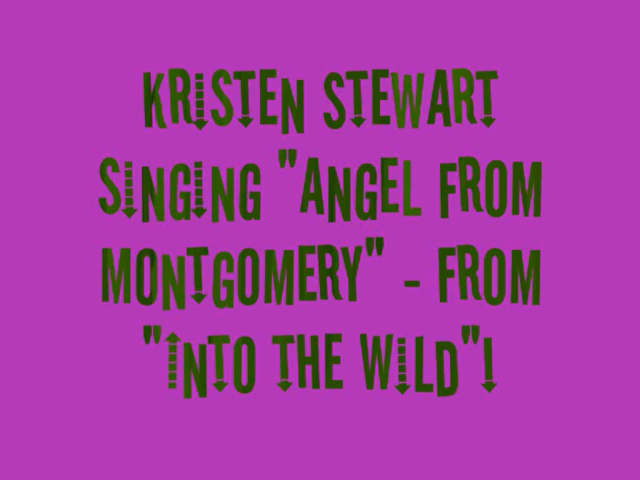 KRISTEN STEWART
SINGING "ANGEL FROM
MONTGOMERY" - FROM
"INTO THE WILD"!